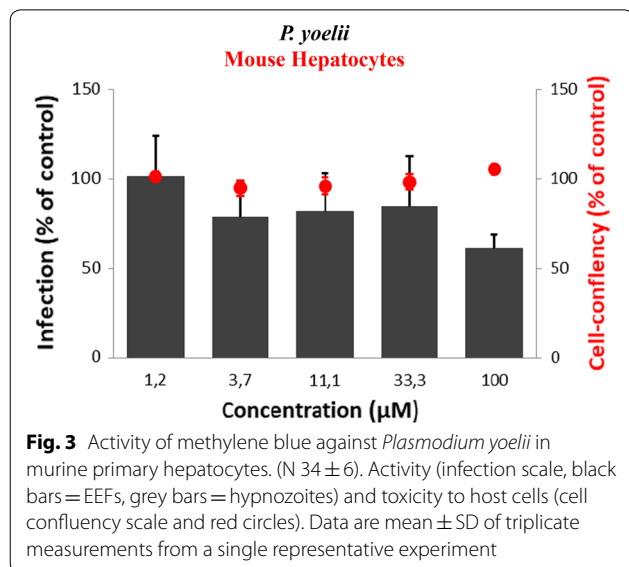 P. yoelii
Mouse Hepatocytes
150 150
Infection (% of control)
Cell-conflency (% of control)
100 100
50 50
0 0
1,2 3,7 11,1 33,3 100
Concentration (µM)
Fig. 3 Activity of methylene blue against Plasmodium yoelii in
murine primary hepatocytes. (N 34 ± 6). Activity (infection scale, black
bars = EEFs, grey bars = hypnozoites) and toxicity to host cells (cell
confluency scale and red circles). Data are mean ± SD of triplicate
measurements from a single representative experiment